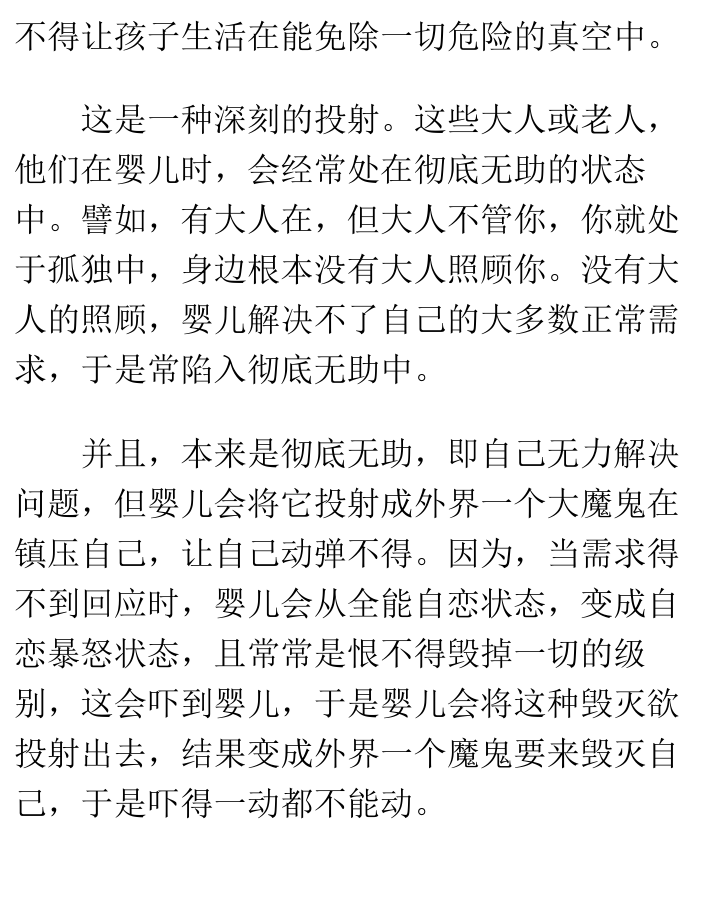 不得让孩子生活在能免除一切危险的真空中。
这是一种深刻的投射。这些大人或老人，
他们在婴儿时，会经常处在彻底无助的状态
中。譬如，有大人在，但大人不管你，你就处
于孤独中，身边根本没有大人照顾你。没有大
人的照顾，婴儿解决不了自己的大多数正常需
求，于是常陷入彻底无助中。
并且，本来是彻底无助，即自己无力解决
问题，但婴儿会将它投射成外界一个大魔鬼在
镇压自己，让自己动弹不得。因为，当需求得
不到回应时，婴儿会从全能自恋状态，变成自
恋暴怒状态，且常常是恨不得毁掉一切的级
别，这会吓到婴儿，于是婴儿会将这种毁灭欲
投射出去，结果变成外界一个魔鬼要来毁灭自
己，于是吓得一动都不能动。